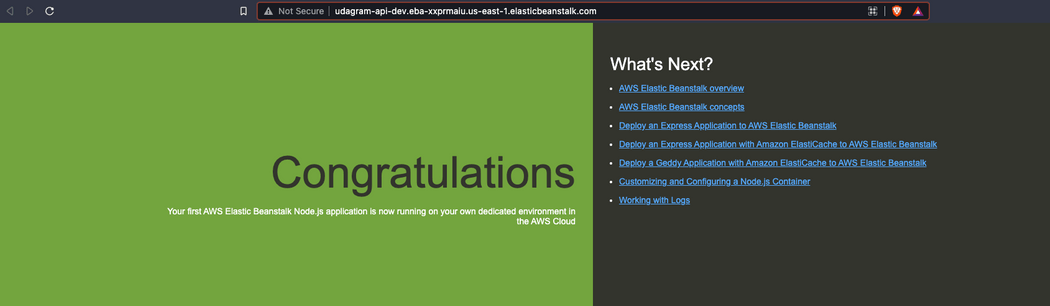 Not Secure | udagram-api-dev.eba-xxprmaiu.us-east-1.elasticbeanstalk.com
Congratulations
Your first AWS Elastic Beanstalk Node.js application is now running on your own dedicated environment in
the AWS Cloud
What's Next?
AWS Elastic Beanstalk overview
AWS Elastic Beanstalk concepts
Deploy an Express Application to AWS Elastic Beanstalk
Deploy an Express Application with Amazon ElastiCache to AWS Elastic Beanstalk
Deploy a Geddy Application with Amazon ElastiCache to AWS Elastic Beanstalk
Customizing and Configuring a Node.js Container
Working with Logs